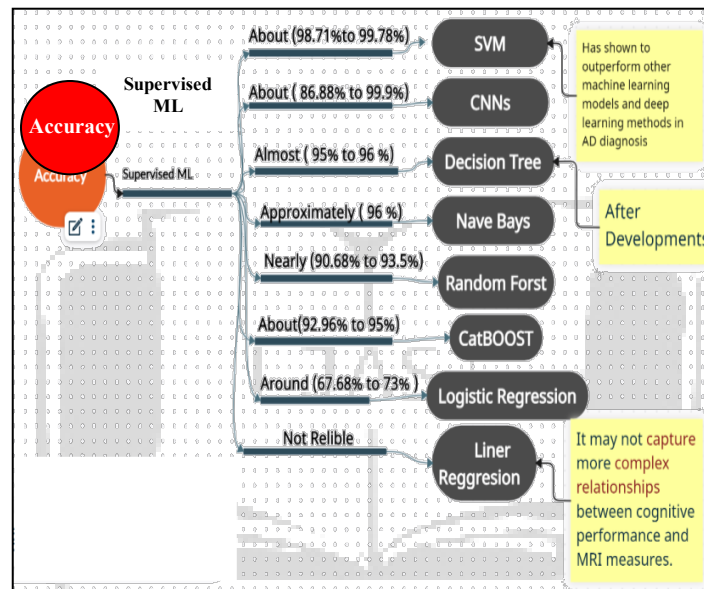 Accuracy
Accuracy
Supervised
ML
Supervised ML
About (98.71%to 99.78%)
SVM
Has shown to
outperform other
machine learning
models and deep
learning methods in
AD diagnosis
About ( 86.88% to 99.9%)
CNNs
Almost ( 95% to 96 %)
Decision Tree
After
Developments
Approximately ( 96 %)
Nave Bays
Nearly (90.68% to 93.5%)
Random Forst
About(92.96% to 95%)
CatBOOST
Around (67.68% to 73% )
Logistic Regression
Not Relible
Liner
Reggresion
It may not capture
more complex
relationships
between cognitive
performance and
MRI measures.